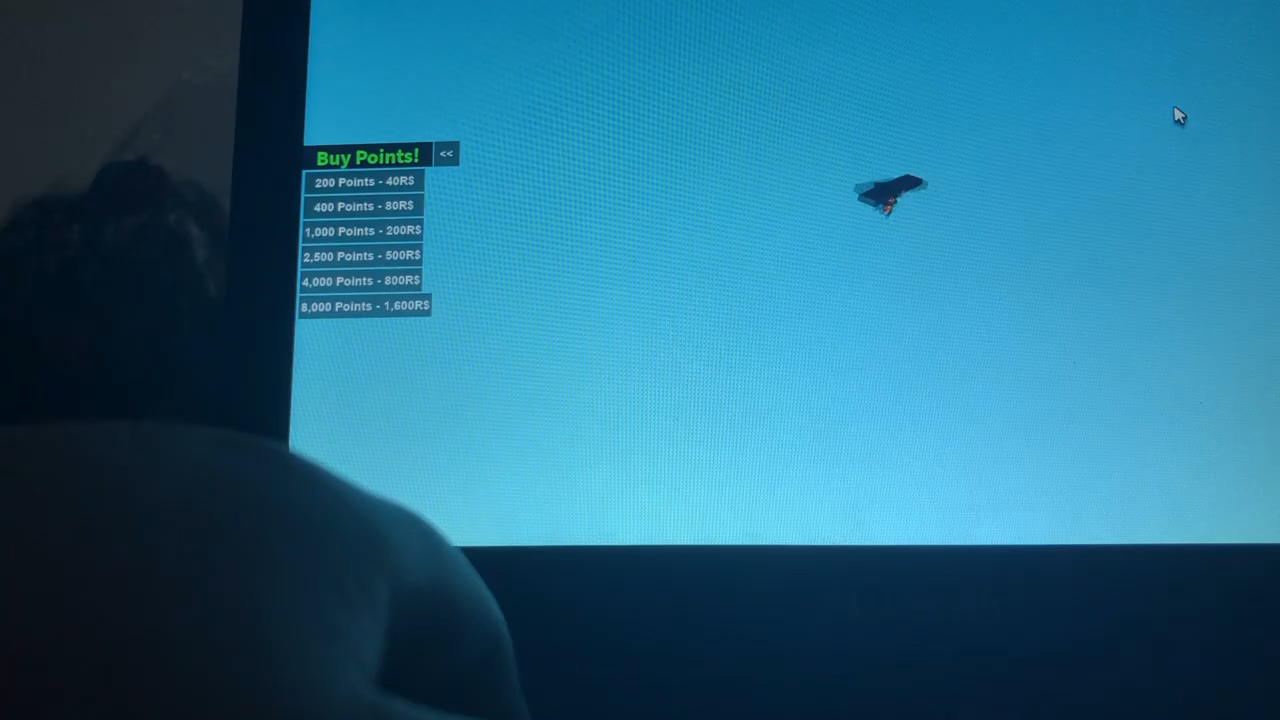 Buy Points! <<
200 Points - 40R$
400 Points - 80R$
1,000 Points - 200R$
2,500 Points - 500R$
4,000 Points - 800R$
8,000 Points - 1,600R$